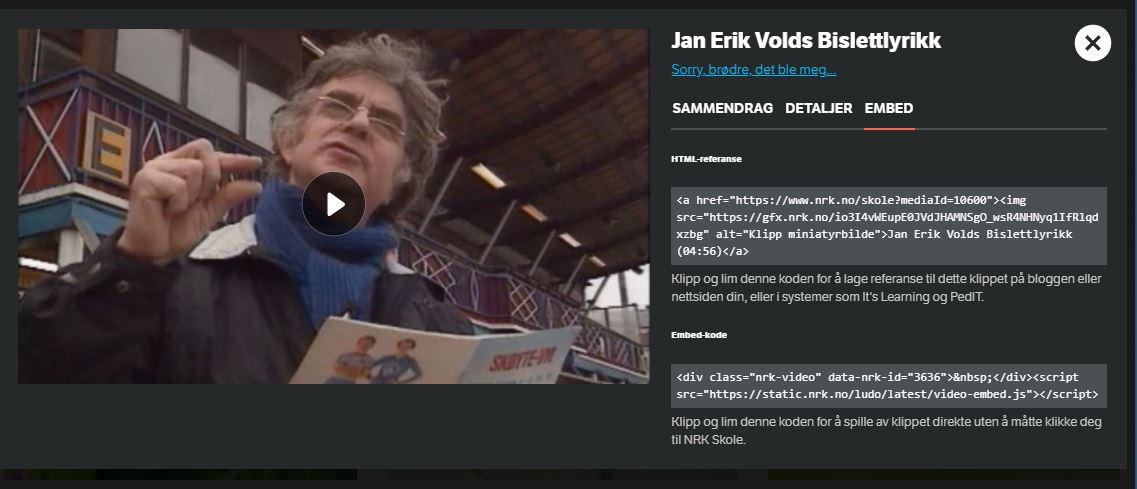 Jan Erik Volds Bislettlyrikk
Sorry, brødre, det ble meg...
SAMMENDRAG DETALJER EMBED
HTML-referanse
<a href="https://www.nrk.no/skole?mediaId=10600"><img
src="https://gfx.nrk.no/io3I4vWEupE0JVdJHAMNSgO_wsR4NHNyq1IfRlqd
xzbg" alt="Klipp miniatyrbilde">Jan Erik Volds Bislettlyrikk
(04:56)</a>
Klipp og lim denne koden for å lage referanse til dette klippet på bloggen eller
nettsiden din, eller i systemer som It's Learning og PedIT.
Embed-kode
<div class="nrk-video" data-nrk-id="3636">&nbsp;</div><script
src="https://static.nrk.no/ludo/latest/video-embed.js"></script>
Klipp og lim denne koden for å spille av klippet direkte uten å måtte klikke deg
til NRK Skole.
E
SKØYTE-VM